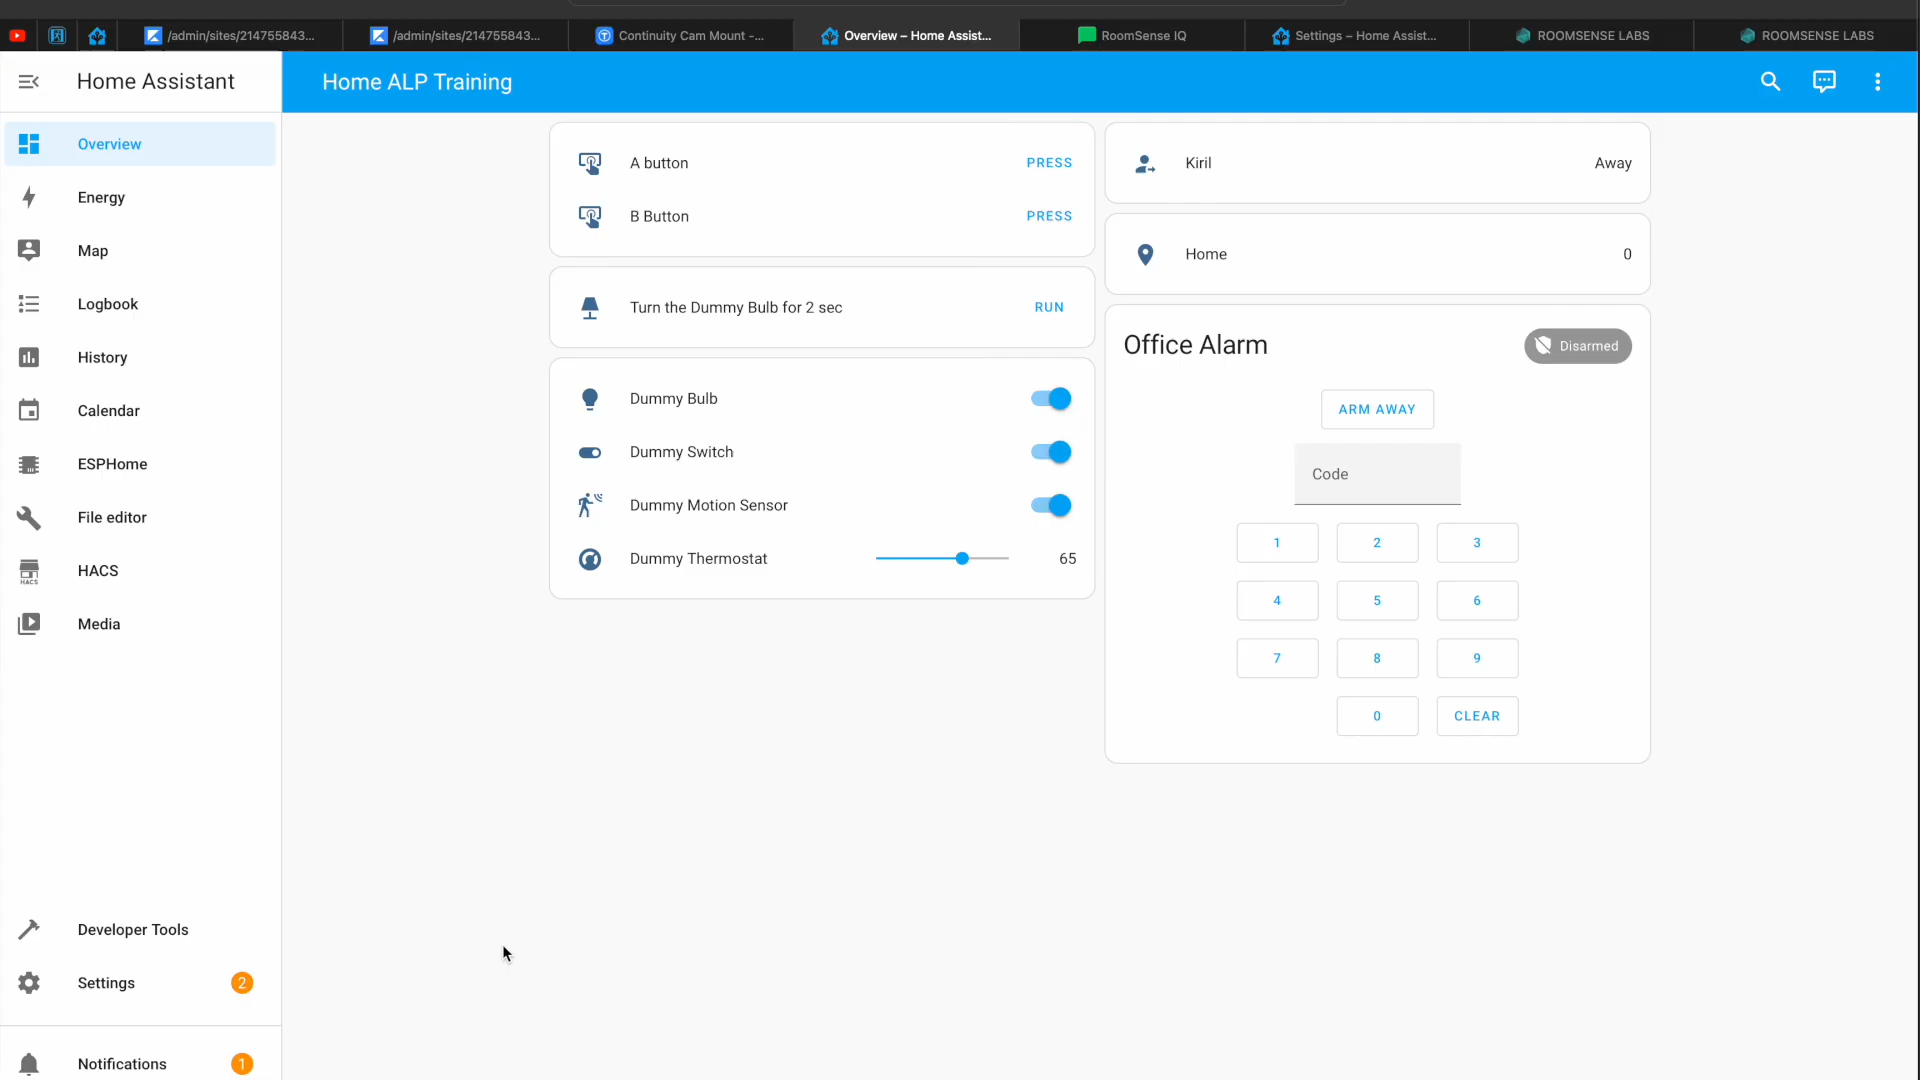 /admin/sites/214755843...
/admin/sites/214755843...
Continuity Cam Mount -...
Overview – Home Assist...
RoomSense IQ
Settings – Home Assist...
ROOMSENSE LABS
ROOMSENSE LABS
Home Assistant
Home ALP Training
Overview
Energy
Map
Logbook
History
Calendar
ESPHome
File editor
HACS
HACS
Media
Developer Tools
Settings 2
Notifications 1
A button PRESS
B Button PRESS
Turn the Dummy Bulb for 2 sec RUN
Dummy Bulb
Dummy Switch
Dummy Motion Sensor
Dummy Thermostat 65
Kiril Away
Home 0
Office Alarm Disarmed
ARM AWAY
Code
1 2 3
4 5 6
7 8 9
0 CLEAR